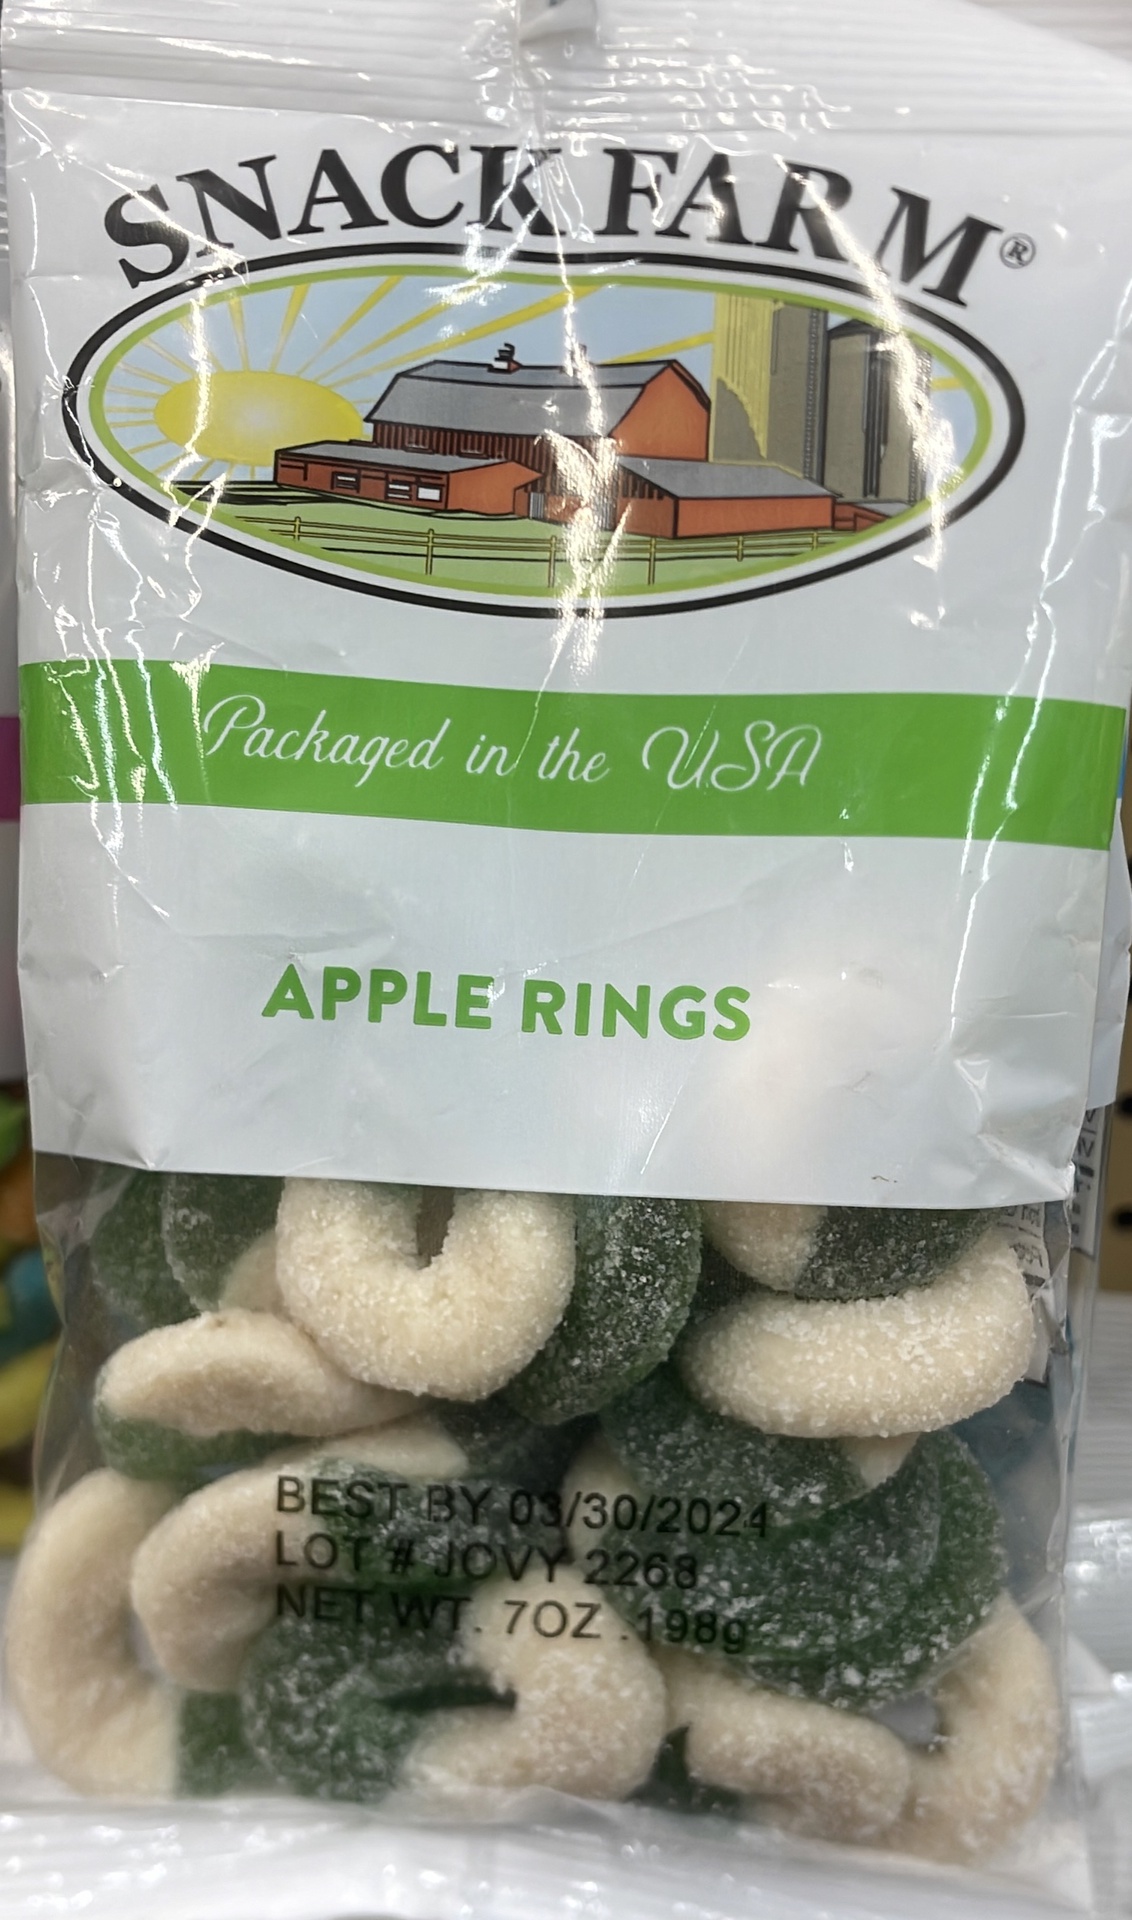 SNACK FARM®
Packaged in the USA
APPLE RINGS
BEST BY 03/30/2024
LOT # JOVY 2268
NET WT. 7OZ .198g